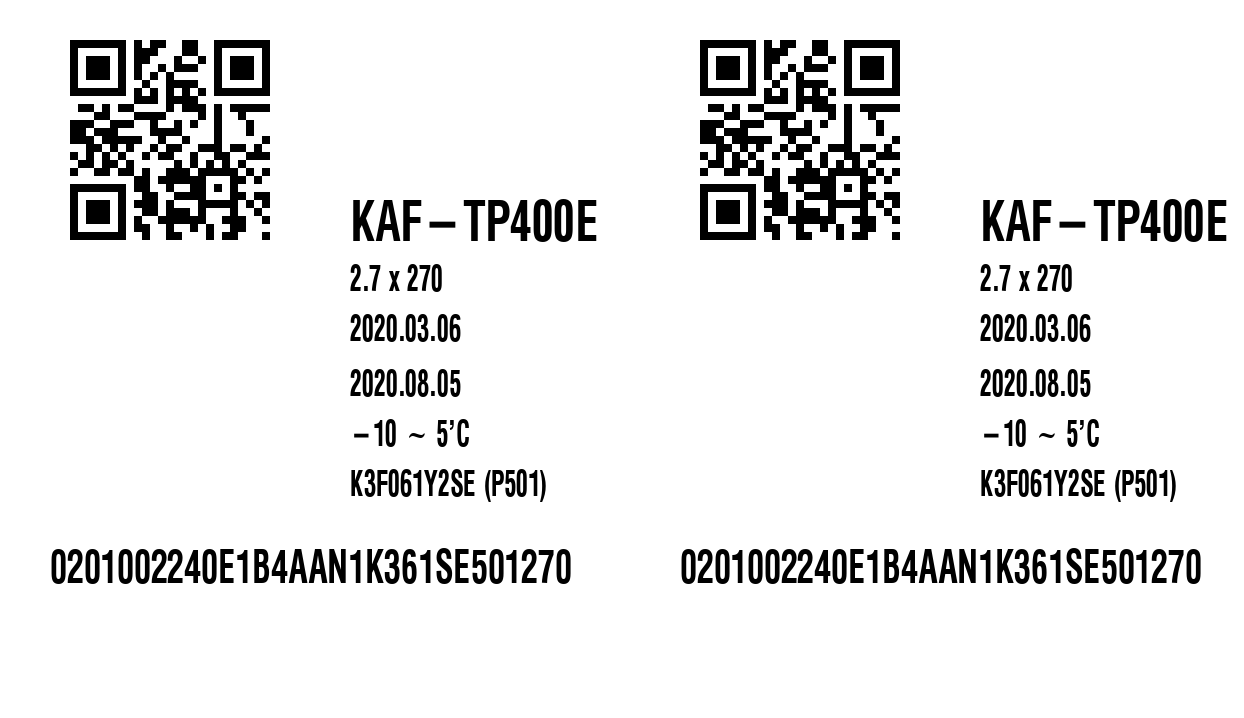 KAF – TP400E
2.7 x 270
2020.03.06
2020.08.05
–10 ~ 5’C
K3F061Y2SE (P501)
0201002240E1B4AAN1K361SE501270
KAF – TP400E
2.7 x 270
2020.03.06
2020.08.05
–10 ~ 5’C
K3F061Y2SE (P501)
0201002240E1B4AAN1K361SE501270